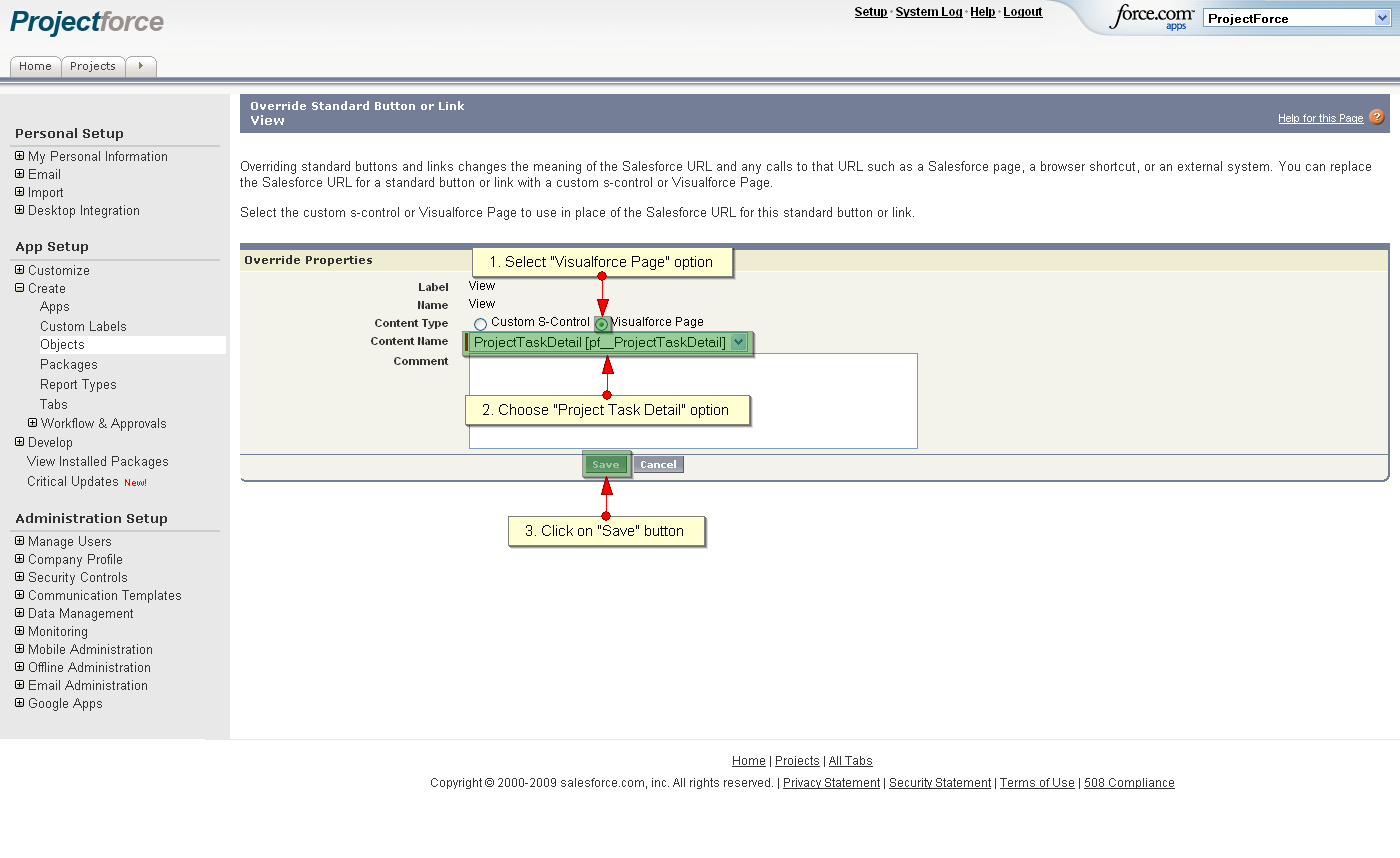 Projectforce
Setup · System Log · Help · Logout
force.com apps
ProjectForce
Home
Projects
Personal Setup
My Personal Information
Email
Import
Desktop Integration
App Setup
Customize
Create
Apps
Custom Labels
Objects
Packages
Report Types
Tabs
Workflow & Approvals
Develop
View Installed Packages
Critical Updates New!
Administration Setup
Manage Users
Company Profile
Security Controls
Communication Templates
Data Management
Monitoring
Mobile Administration
Offline Administration
Email Administration
Google Apps
Override Standard Button or Link
View
Help for this Page ?
Overriding standard buttons and links changes the meaning of the Salesforce URL and any calls to that URL such as a Salesforce page, a browser shortcut, or an external system. You can replace
the Salesforce URL for a standard button or link with a custom s-control or Visualforce Page.
Select the custom s-control or Visualforce Page to use in place of the Salesforce URL for this standard button or link.
Override Properties
1. Select "Visualforce Page" option
Label View
Name View
Content Type Custom S-Control Visualforce Page
Content Name ProjectTaskDetail [pf__ProjectTaskDetail]
Comment
2. Choose "Project Task Detail" option
Save Cancel
3. Click on "Save" button
Home | Projects | All Tabs
Copyright © 2000-2009 salesforce.com, inc. All rights reserved. | Privacy Statement | Security Statement | Terms of Use | 508 Compliance